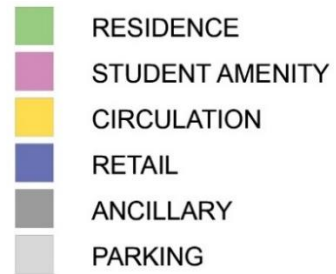 RESIDENCE
STUDENT AMENITY
CIRCULATION
RETAIL
ANCILLARY
PARKING